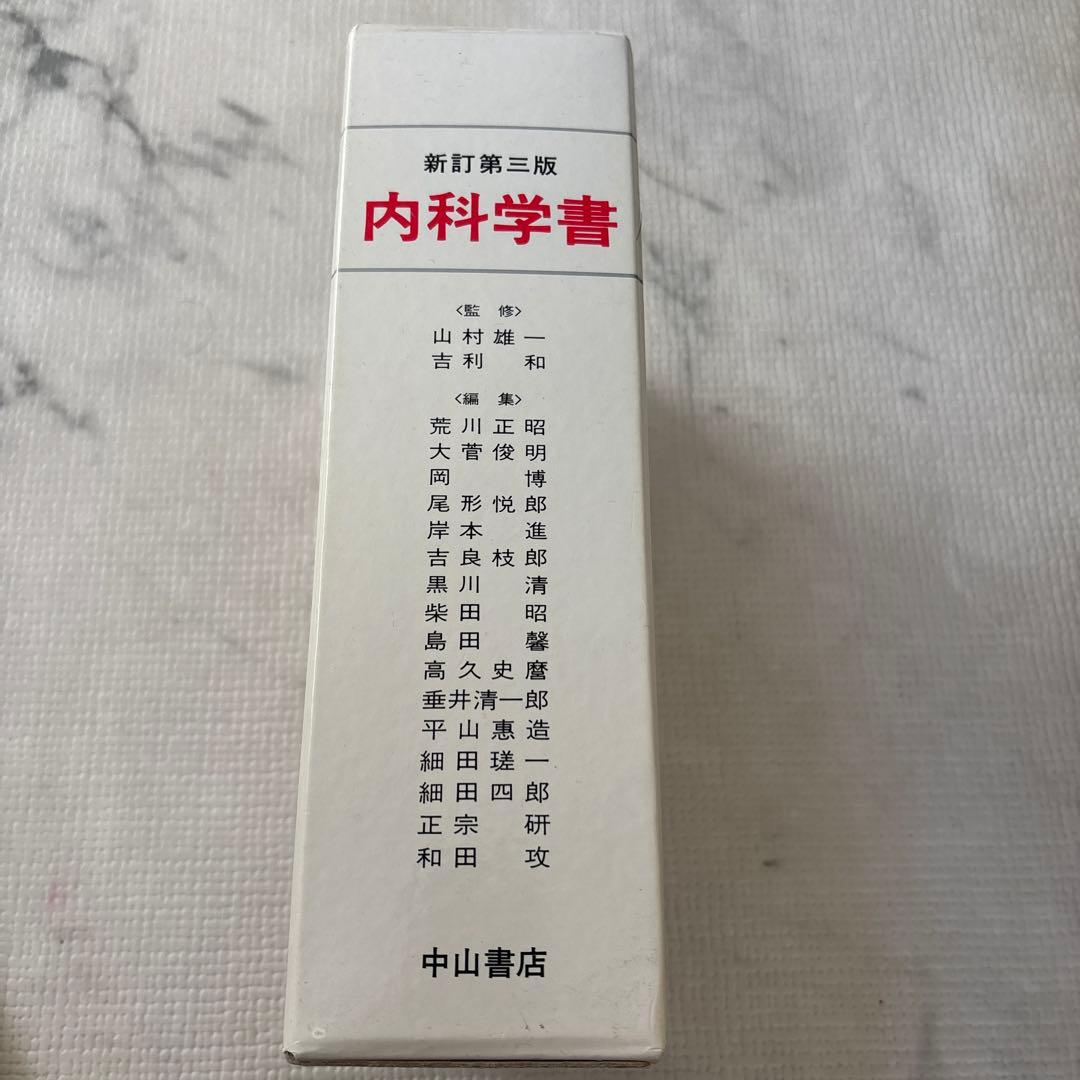 新訂第三版
内科学書
〈監 修〉
山村雄一
吉利 和
〈編 集〉
荒川正昭
大菅俊明
岡 博
尾形悦郎
岸本 進
吉良枝郎
黒川 清
柴田 昭
島田 馨
高久史麿
垂井清一郎
平山惠造
細田瑳一
細田四郎
正宗 研
和田 攻
中山書店